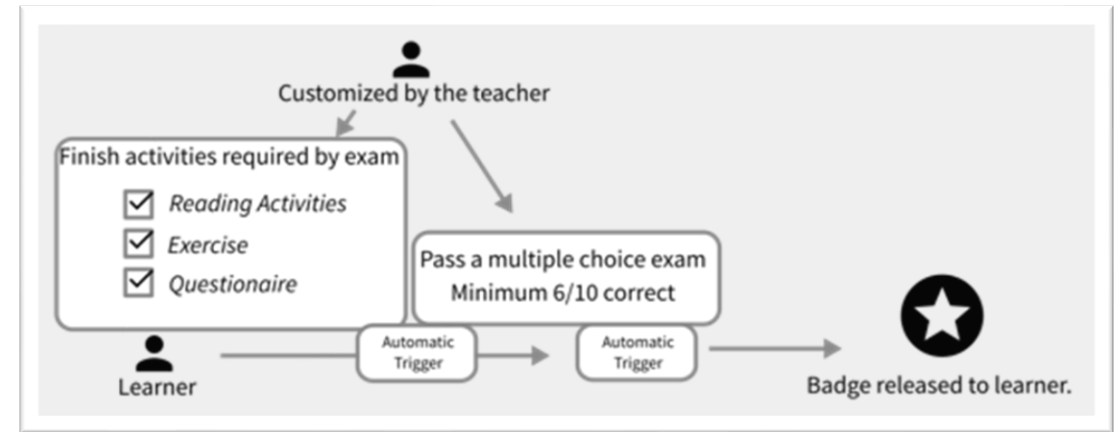 Customized by the teacher
Finish activities required by exam
Reading Activities
Exercise
Questionaire
Pass a multiple choice exam
Minimum 6/10 correct
Automatic
Trigger
Automatic
Trigger
Learner
Badge released to learner.